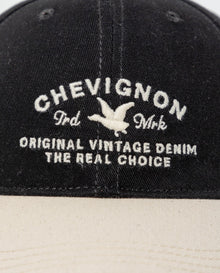 CHEVIGNON
Trd Mrk
ORIGINAL VINTAGE DENIM
THE REAL CHOICE